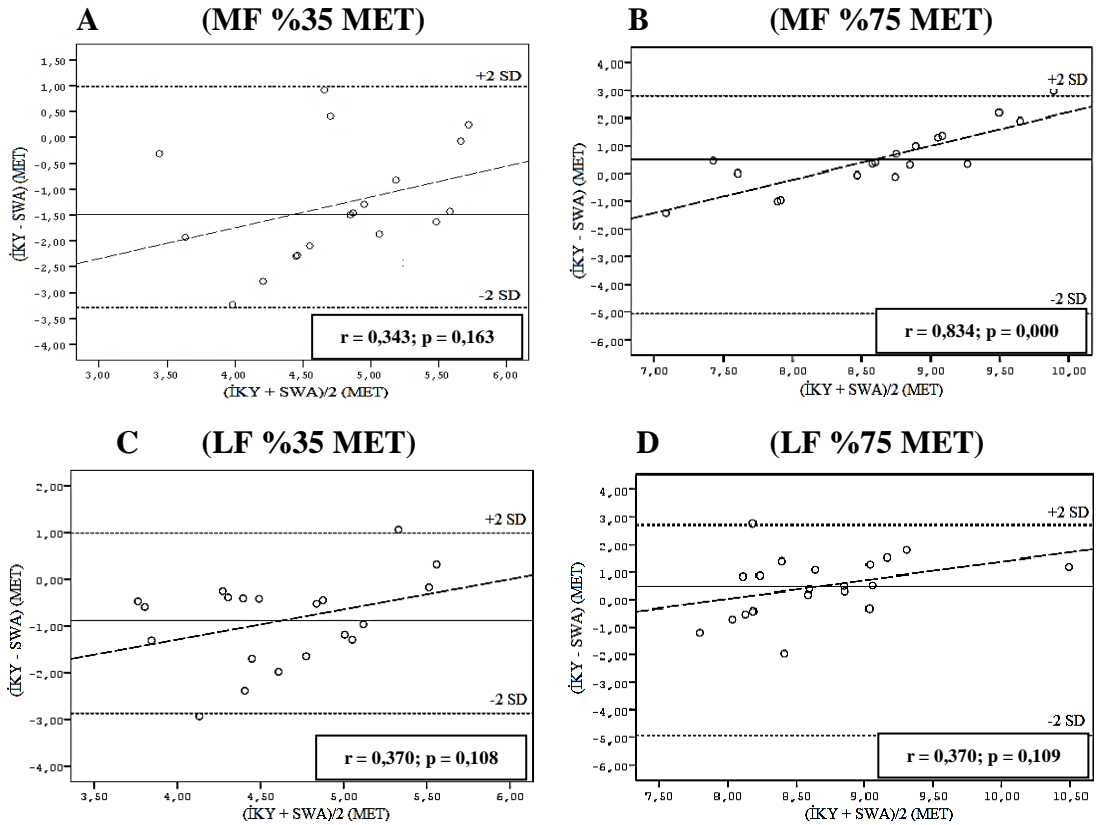 A (MF %35 MET)
1,50
1,00
0,50
0,00
-0,50
-1,00
-1,50
-2,00
-2,50
-3,00
-3,50
-4,00
(İKY - SWA) (MET)
+2 SD
-2 SD
r = 0,343; p = 0,163
3,00 3,50 4,00 4,50 5,00 5,50 6,00
(İKY + SWA)/2 (MET)
B (MF %75 MET)
4,00
3,00
2,00
1,00
0,00
-1,00
-2,00
-3,00
-4,00
-5,00
-6,00
(İKY - SWA) (MET)
+2 SD
-2 SD
r = 0,834; p = 0,000
7,00 7,50 8,00 8,50 9,00 9,50 10,00
(İKY + SWA)/2 (MET)
C (LF %35 MET)
2,00
1,00
0,00
-1,00
-2,00
-3,00
-4,00
(İKY - SWA) (MET)
+2 SD
-2 SD
r = 0,370; p = 0,108
3,50 4,00 4,50 5,00 5,50 6,00
(İKY + SWA)/2 (MET)
D (LF %75 MET)
4,00
3,00
2,00
1,00
0,00
-1,00
-2,00
-3,00
-4,00
-5,00
-6,00
(İKY - SWA) (MET)
+2 SD
-2 SD
r = 0,370; p = 0,109
7,50 8,00 8,50 9,00 9,50 10,00 10,50
(İKY + SWA)/2 (MET)